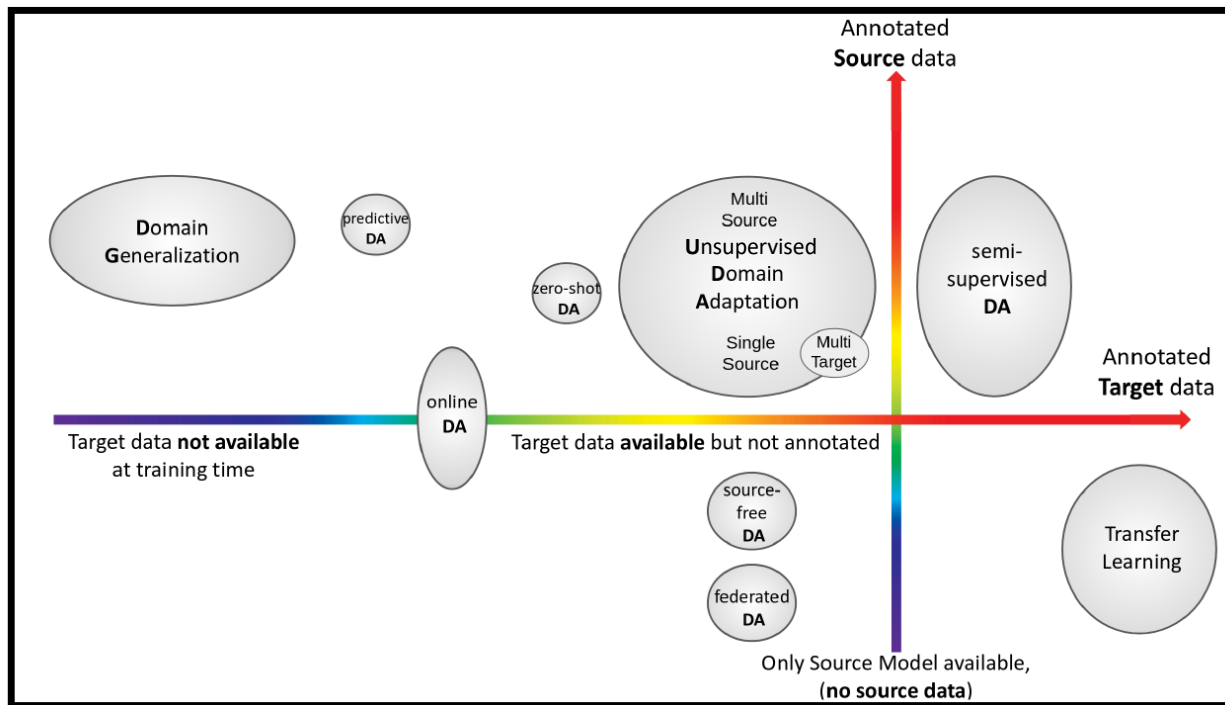 Annotated
Source data
Domain
Generalization
predictive
DA
zero-shot
DA
Multi
Source
Unsupervised
Domain
Adaptation
Single
Source
Multi
Target
semi-
supervised
DA
Annotated
Target data
online
DA
Target data not available
at training time
Target data available but not annotated
source-
free
DA
federated
DA
Transfer
Learning
Only Source Model available,
(no source data)